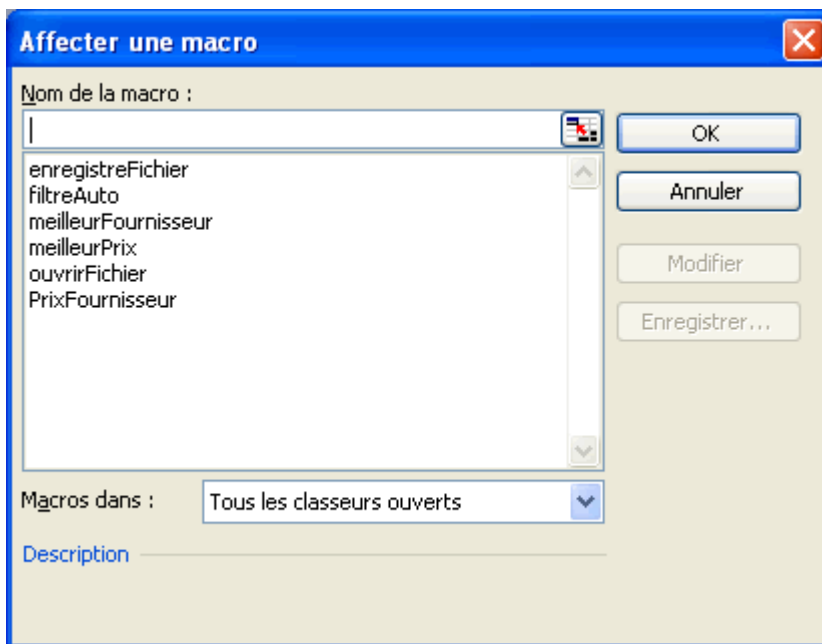 Affecter une macro
Nom de la macro :
OK
enregistreFichier
filtreAuto
meilleurFournisseur
meilleurPrix
ouvrirFichier
PrixFournisseur
Annuler
Modifier
Enregistrer...
Macros dans :
Tous les classeurs ouverts
Description